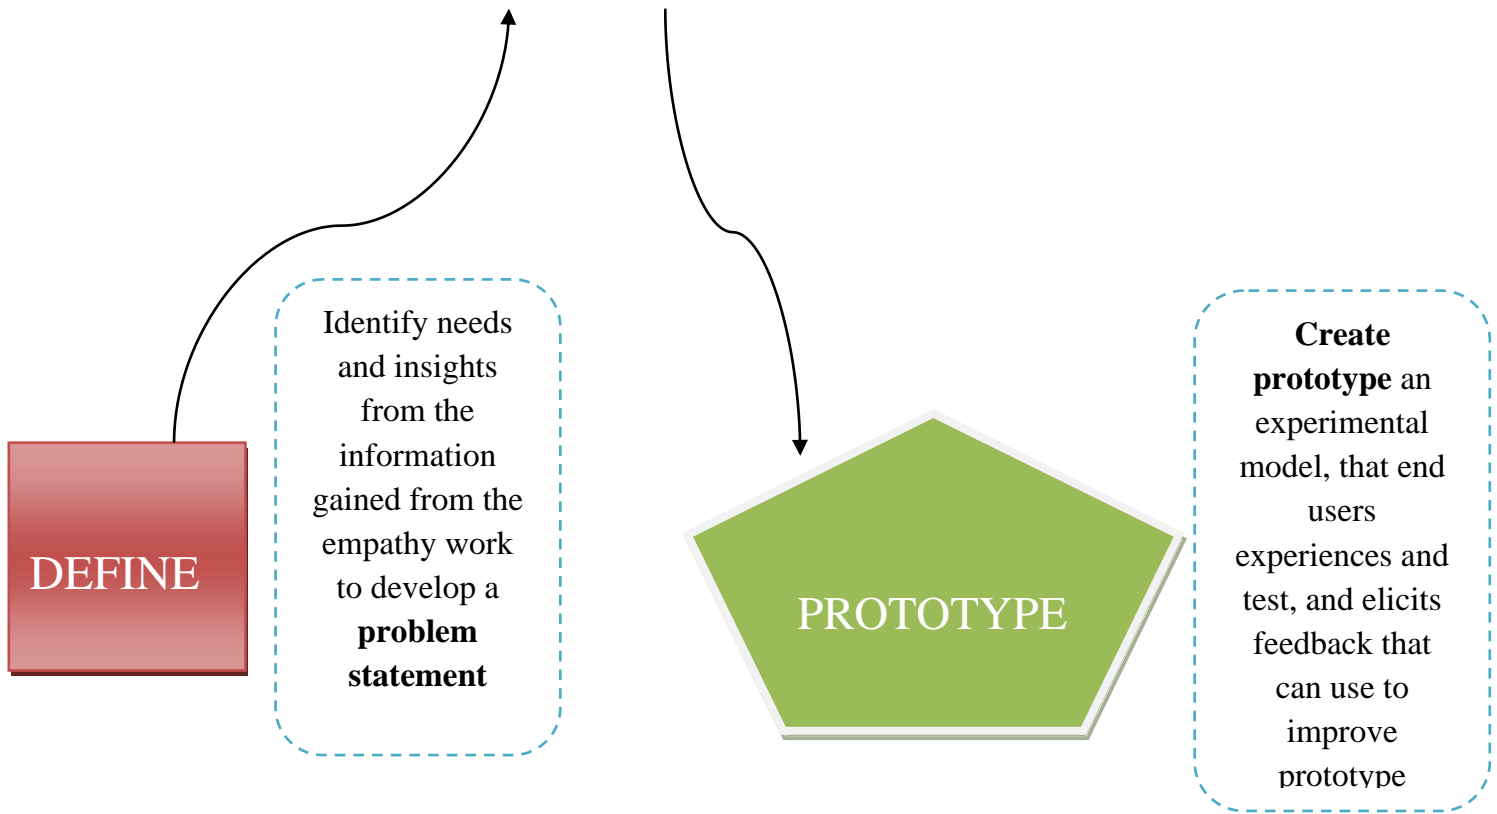 DEFINE
Identify needs
and insights
from the
information
gained from the
empathy work
to develop a
problem
statement
PROTOTYPE
Create
prototype an
experimental
model, that end
users
experiences and
test, and elicits
feedback that
can use to
improve
prototype